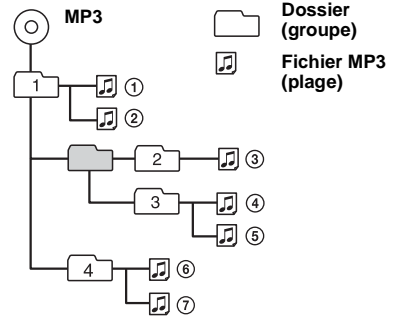 MP3
Dossier
(groupe)
Fichier MP3
(plage)
1
①
②
2
③
3
④
⑤
4
⑥
⑦